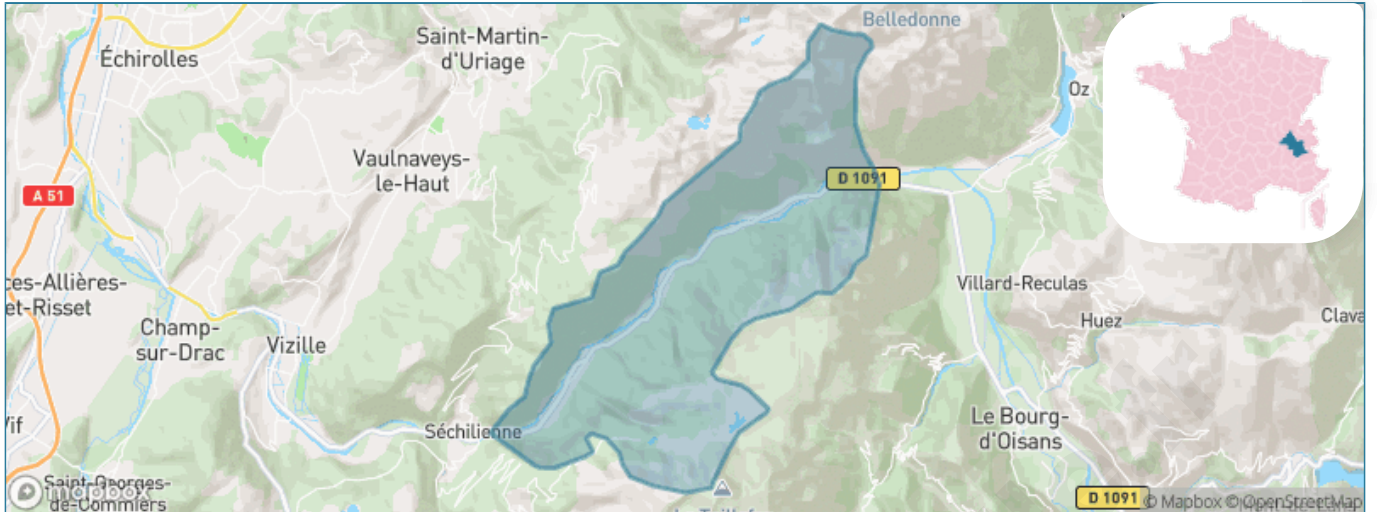 Belledonne
Saint-Martin-
d'Uriage
Échirolles
Oz
Vaulnaveys-
le-Haut
D 1091
A 51
ces-Allières-
et-Risset
Villard-Reculas
Huez
Clava
Champ-
sur-Drac
Vizille
Vif
Séchilienne
Le Bourg-
d'Oisans
Saint-Georges-
de-Commiers
mapbox
D 1091
© Mapbox © OpenStreetMap